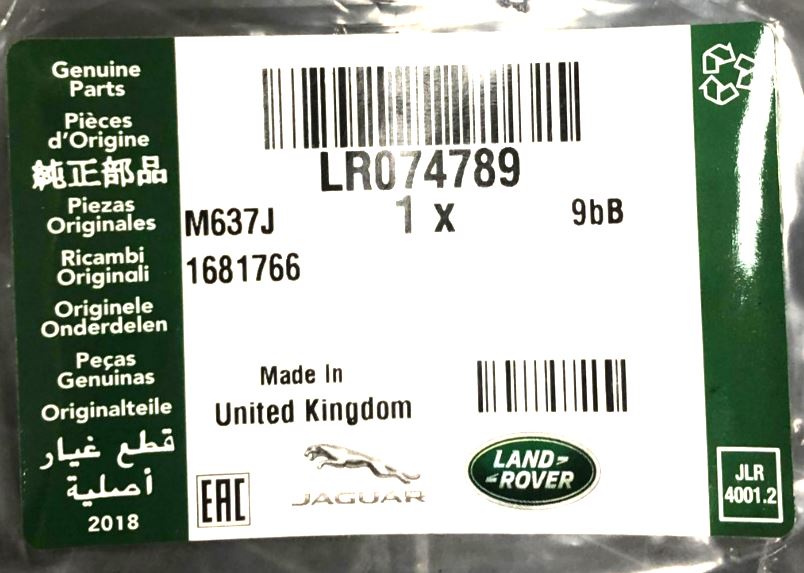 Genuine
Parts
Pièces
d'Origine
純正部品
Piezas
Originales
Ricambi
Originali
Originele
Onderdelen
Peças
Genuinas
Originalteile
قطع غيار
أصلية
2018
LR074789
M637J 1 x 9bB
1681766
Made In
United Kingdom
EAC
JAGUAR
LAND-
-ROVER
JLR
4001.2